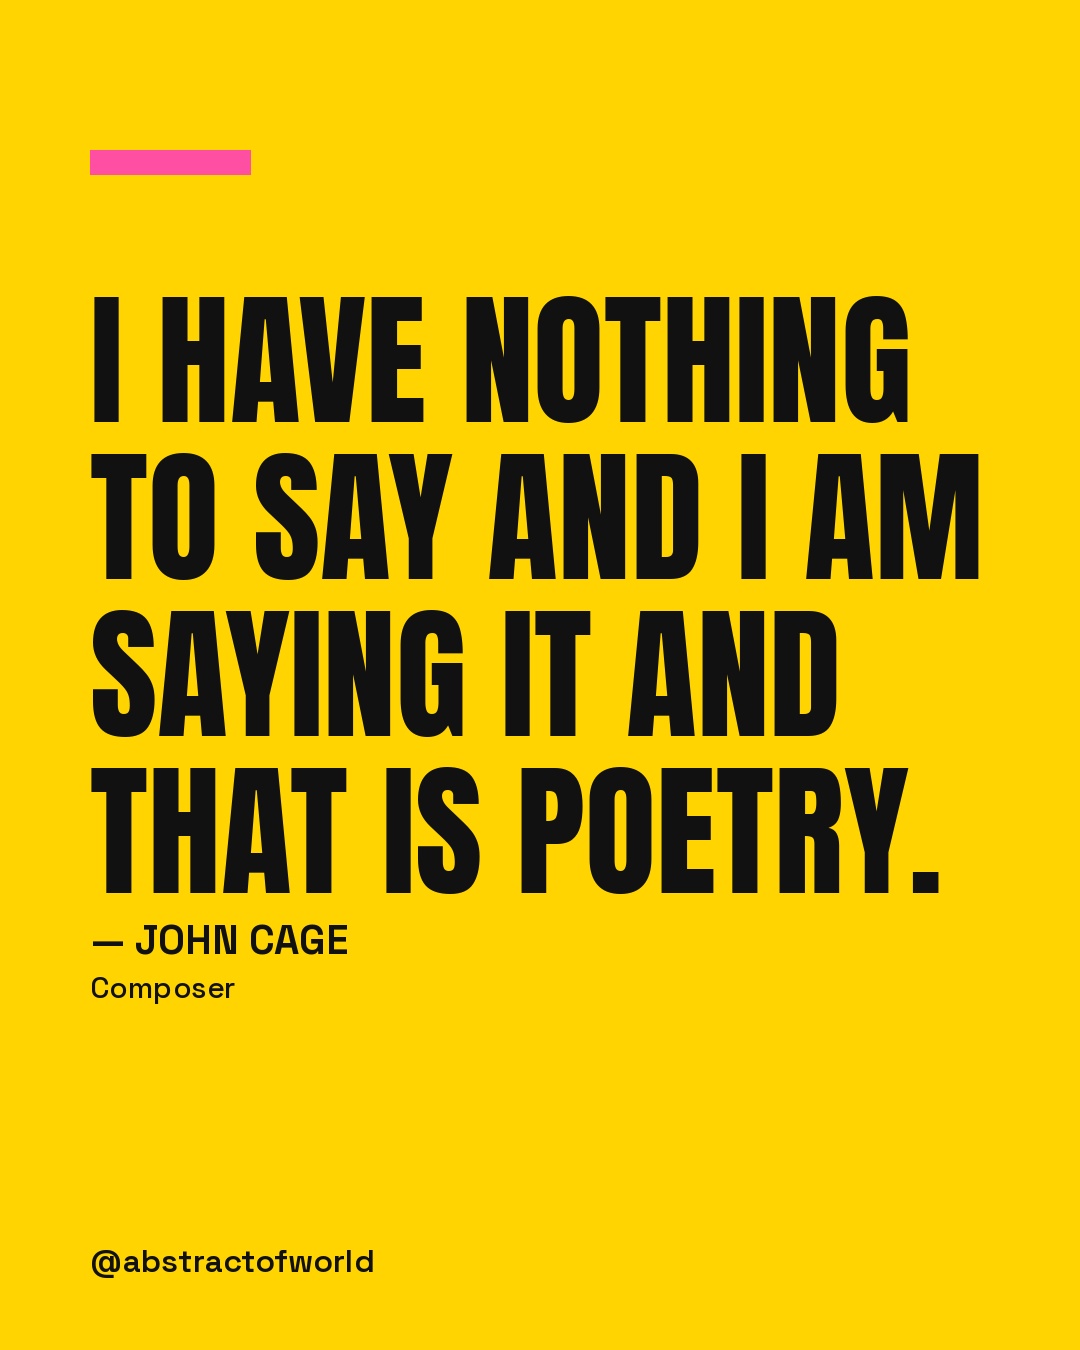 I HAVE NOTHING
TO SAY AND I AM
SAYING IT AND
THAT IS POETRY.
— JOHN CAGE
Composer
@abstractofworld